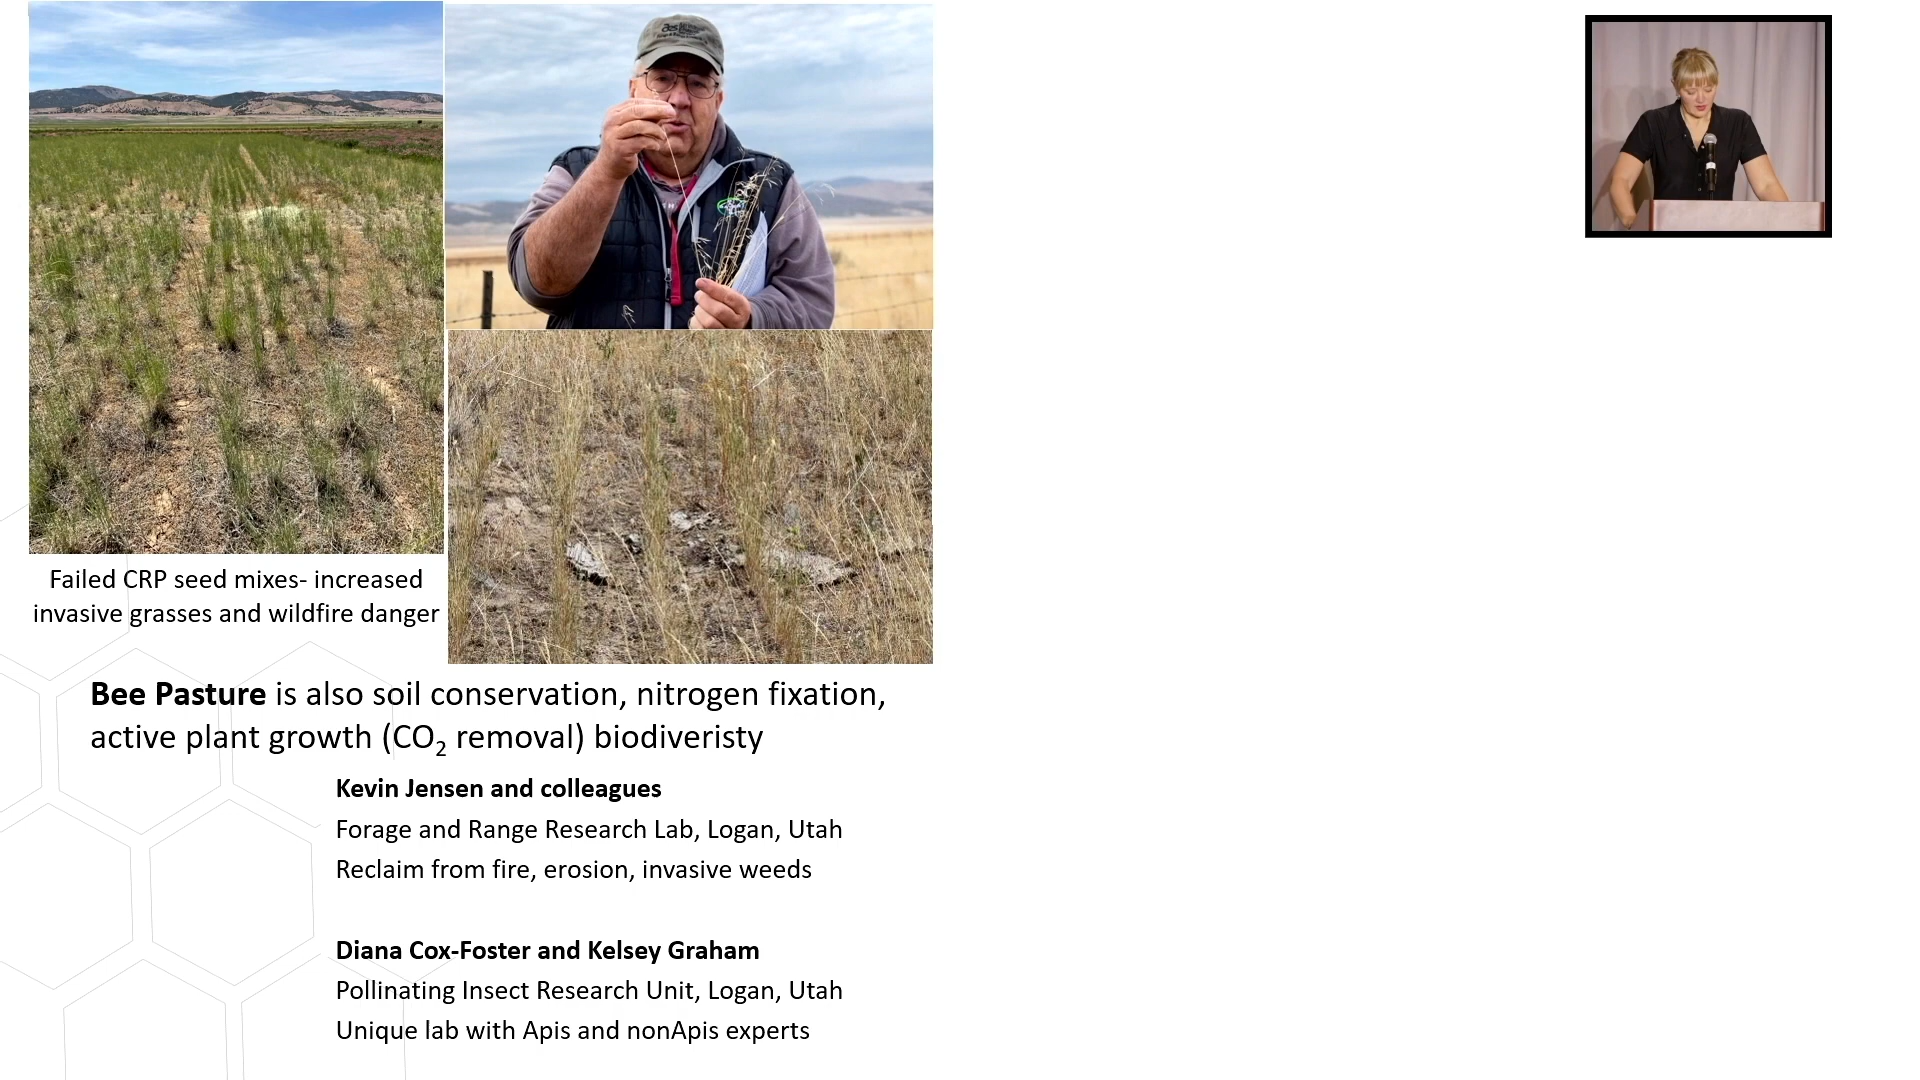 Failed CRP seed mixes- increased
invasive grasses and wildfire danger
Bee Pasture is also soil conservation, nitrogen fixation,
active plant growth (CO₂ removal) biodiveristy
Kevin Jensen and colleagues
Forage and Range Research Lab, Logan, Utah
Reclaim from fire, erosion, invasive weeds
Diana Cox-Foster and Kelsey Graham
Pollinating Insect Research Unit, Logan, Utah
Unique lab with Apis and nonApis experts